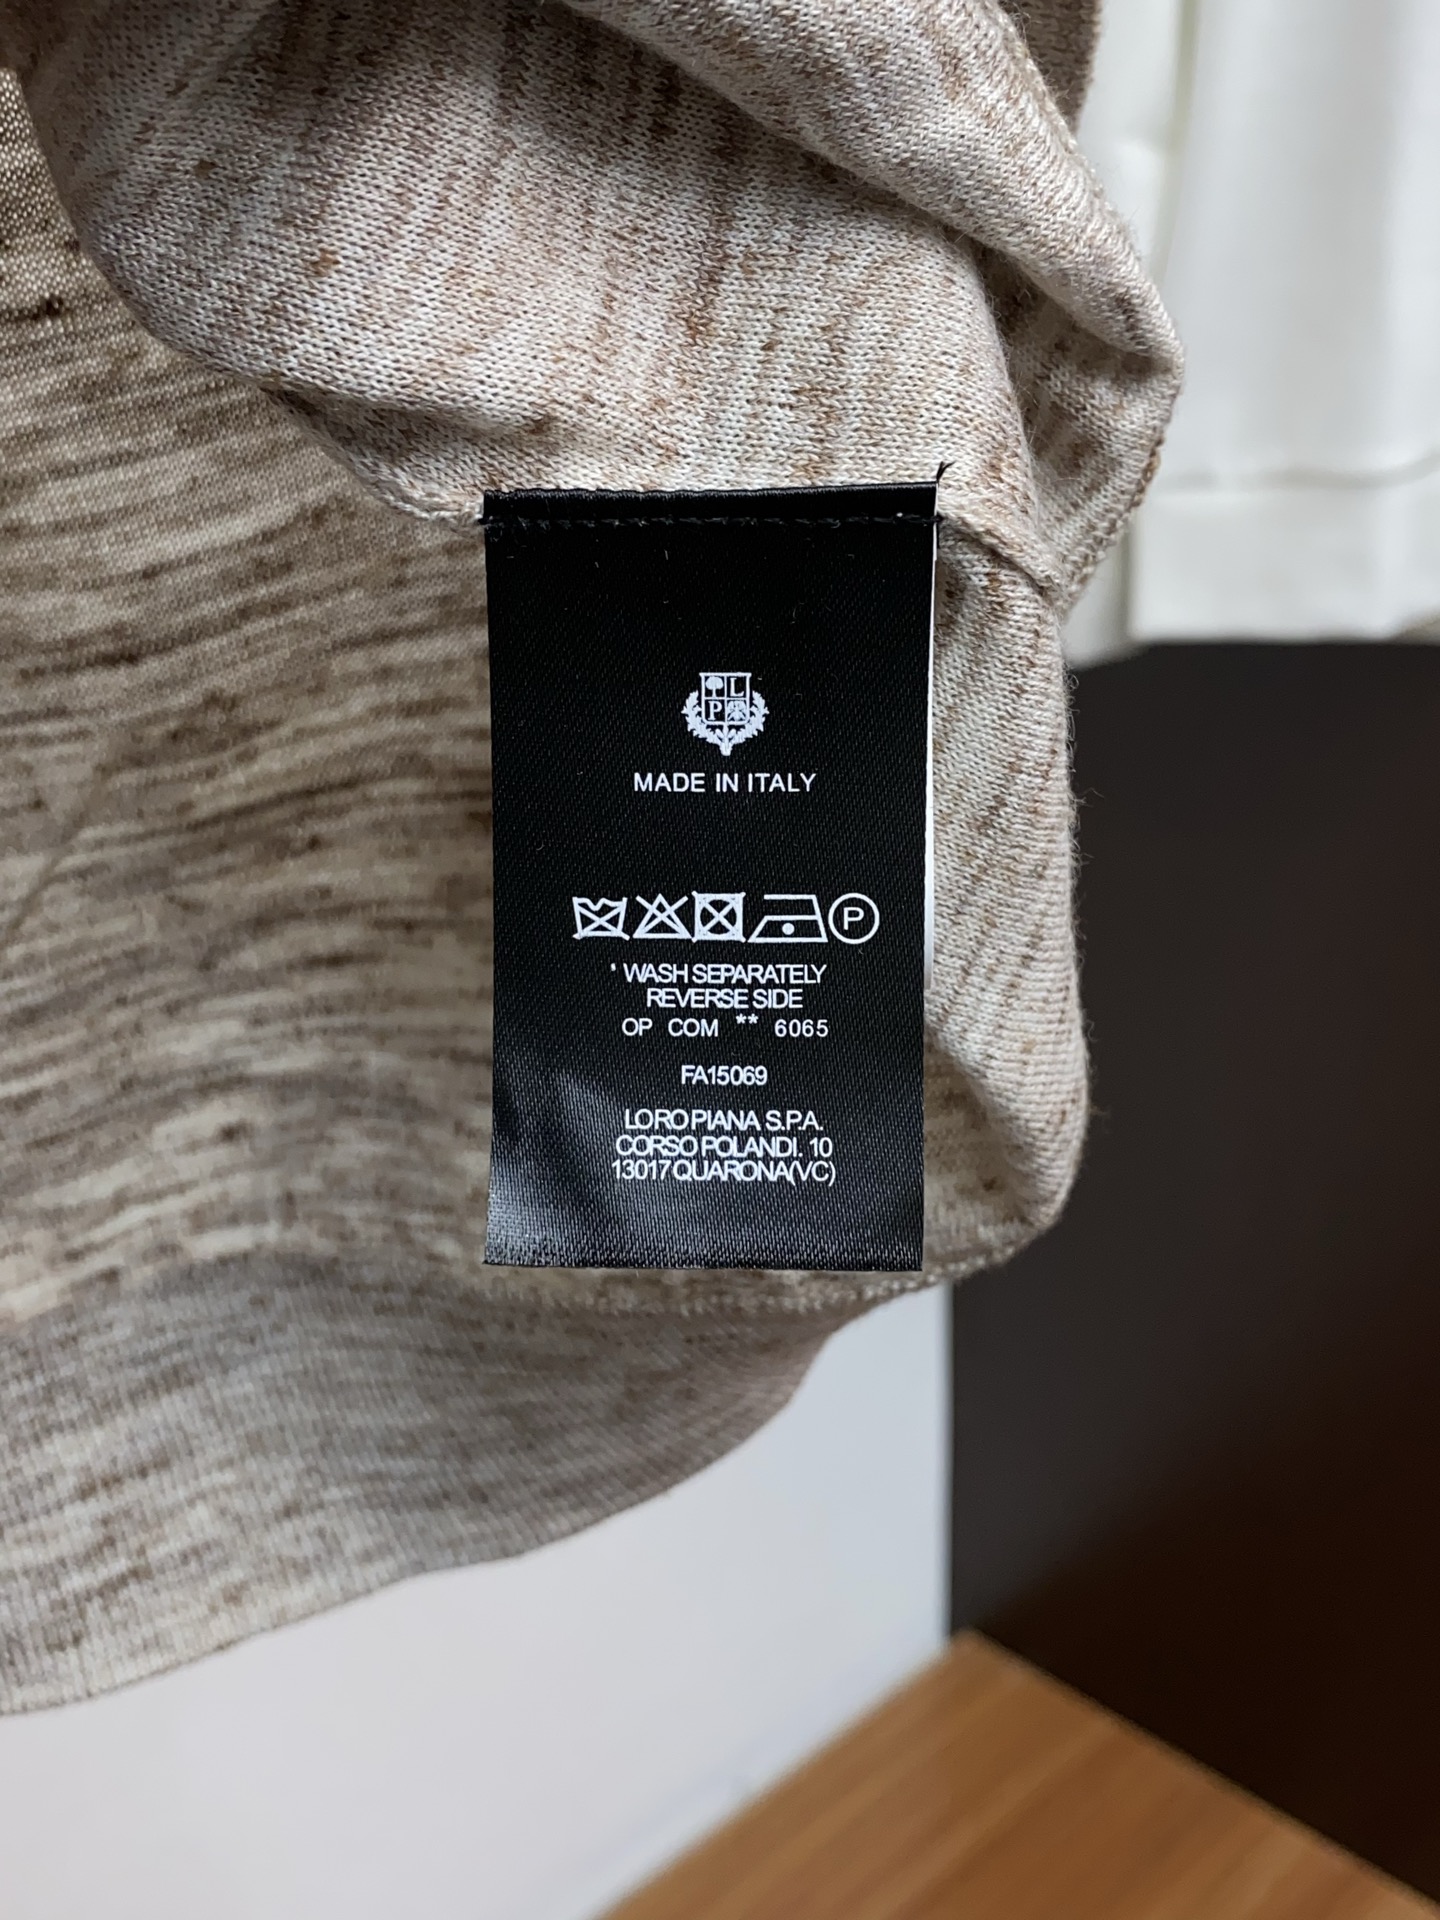 L
P
MADE IN ITALY
P
' WASH SEPARATELY
REVERSE SIDE
OP COM ** 6065
FA15069
LORO PIANA S.P.A.
CORSO POLANDI. 10
13017 QUARONA(VC)